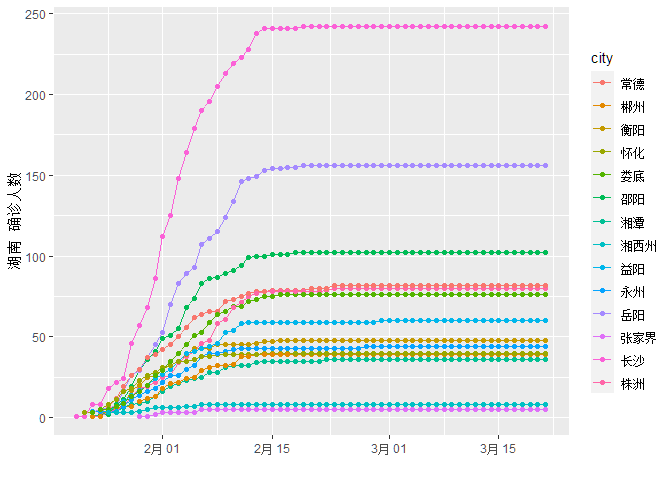 湖南 确诊人数
250
200
150
100
50
0
2月 01
2月 15
3月 01
3月 15
city
常德
郴州
衡阳
怀化
娄底
邵阳
湘潭
湘西州
益阳
永州
岳阳
张家界
长沙
株洲